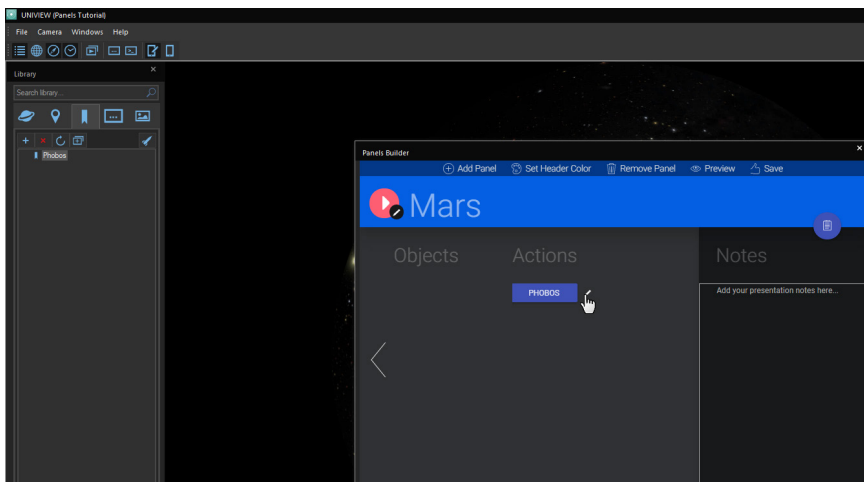 UNIVIEW (Panels Tutorial)
File Camera Windows Help
Library
Search library...
Phobos
Panels Builder
Add Panel Set Header Color Remove Panel Preview Save
Mars
Objects Actions Notes
PHOBOS
Add your presentation notes here...